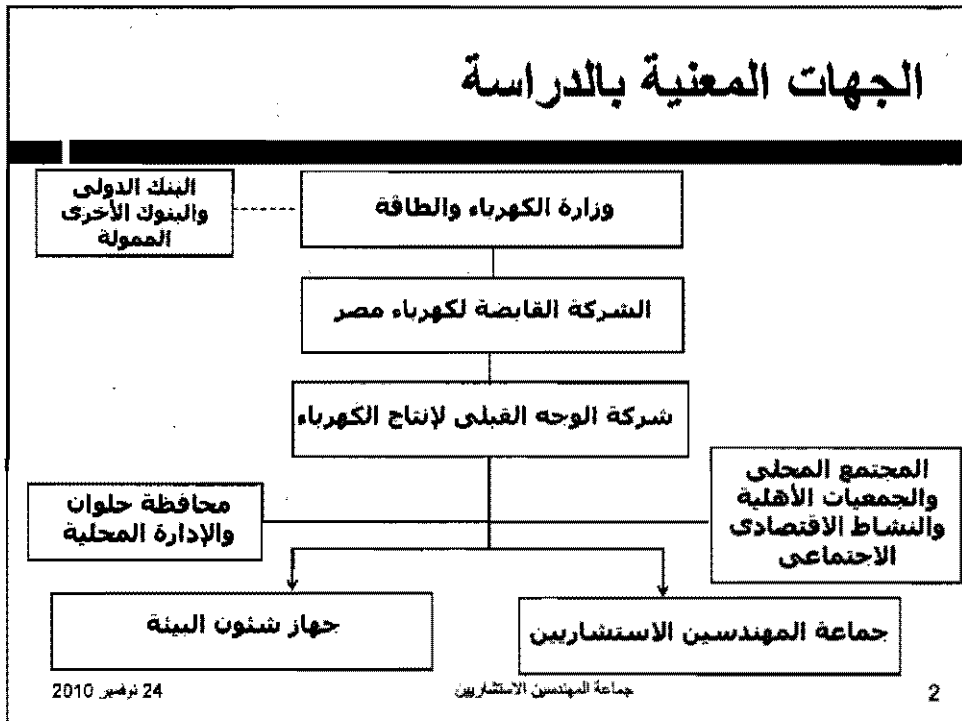 الجهات المعنية بالدراسة
وزارة الكهرباء والطاقة
البنك الدولى
والبنوك الأخرى
الممولة
الشركة القابضة لكهرباء مصر
شركة الوجه القبلى لإنتاج الكهرباء
المجتمع المحلى
والجمعيات الأهلية
والنشاط الاقتصادى
الاجتماعى
محافظة حلوان
والإدارة المحلية
جماعة المهندسين الاستشاريين
جهاز شئون البيئة
2
جماعة المهندسين الاستشاريين
24 نوفمبر 2010